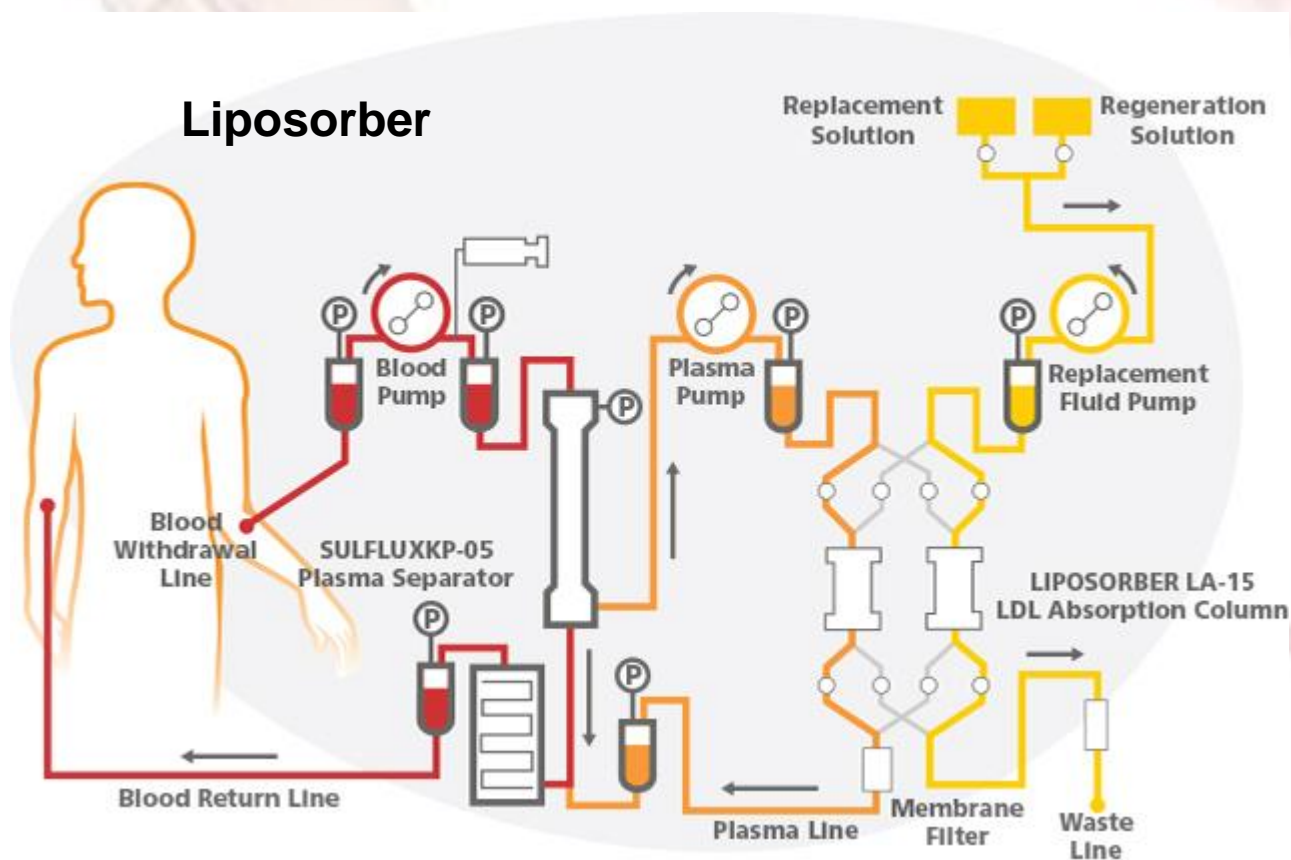 Liposorber
Replacement
Solution
Regeneration
Solution
P
P
P
P
P
Blood
Pump
Plasma
Pump
Replacement
Fluid Pump
Blood
Withdrawal
Line
SULFLUXKP-05
Plasma Separator
LIPOSORBER LA-15
LDL Absorption Column
P
P
Blood Return Line
Plasma Line
Membrane
Filter
Waste
Line